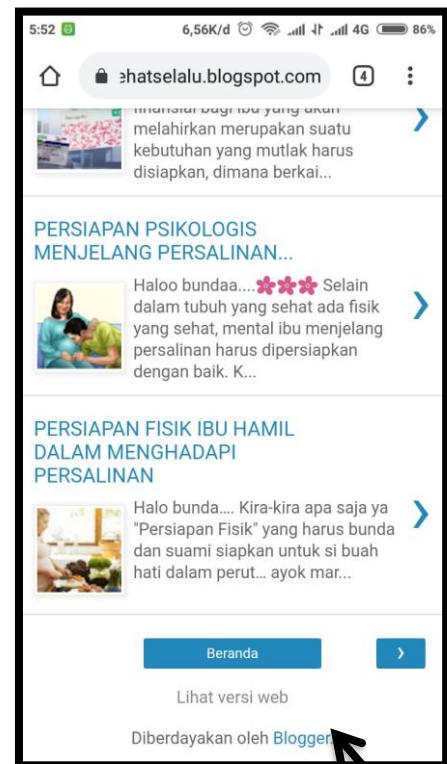 5:52 6,56K/d 4G 86%
ehatselalu.blogspot.com 4
finansial bagi ibu yang akan
melahirkan merupakan suatu
kebutuhan yang mutlak harus
disiapkan, dimana berkai...
PERSIAPAN PSIKOLOGIS
MENJELANG PERSALINAN...
Haloo bundaa....🌸🌸🌸 Selain
dalam tubuh yang sehat ada fisik
yang sehat, mental ibu menjelang
persalinan harus dipersiapkan
dengan baik. K...
PERSIAPAN FISIK IBU HAMIL
DALAM MENGHADAPI
PERSALINAN
Halo bunda.... Kira-kira apa saja ya
"Persiapan Fisik" yang harus bunda
dan suami siapkan untuk si buah
hati dalam perut... ayok mar...
Beranda
Lihat versi web
Diberdayakan oleh Blogger.